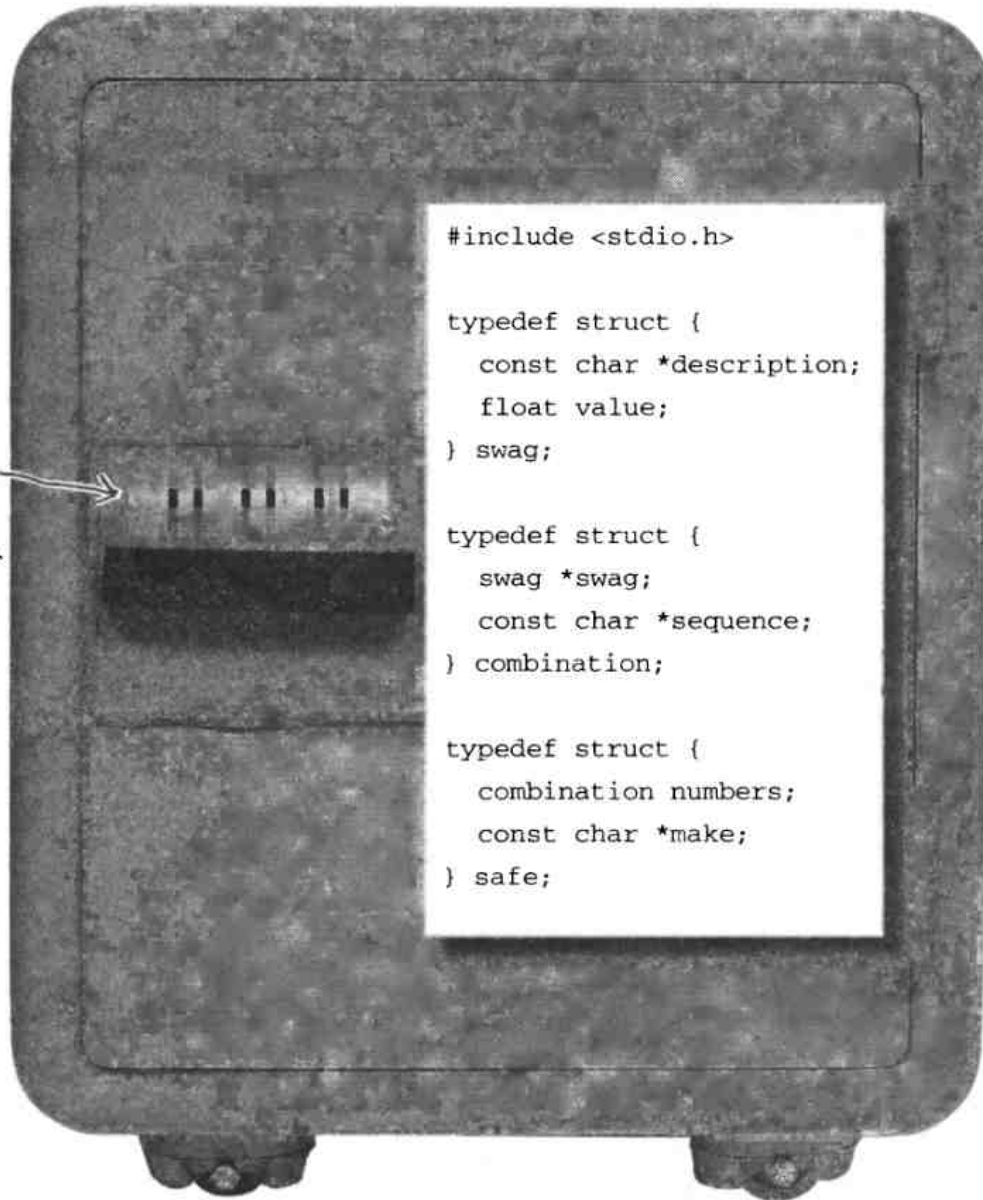 #include <stdio.h>
typedef struct {
const char *description;
float value;
} swag;
typedef struct {
swag *swag;
const char *sequence;
} combination;
typedef struct {
combination numbers;
const char *make;
} safe;